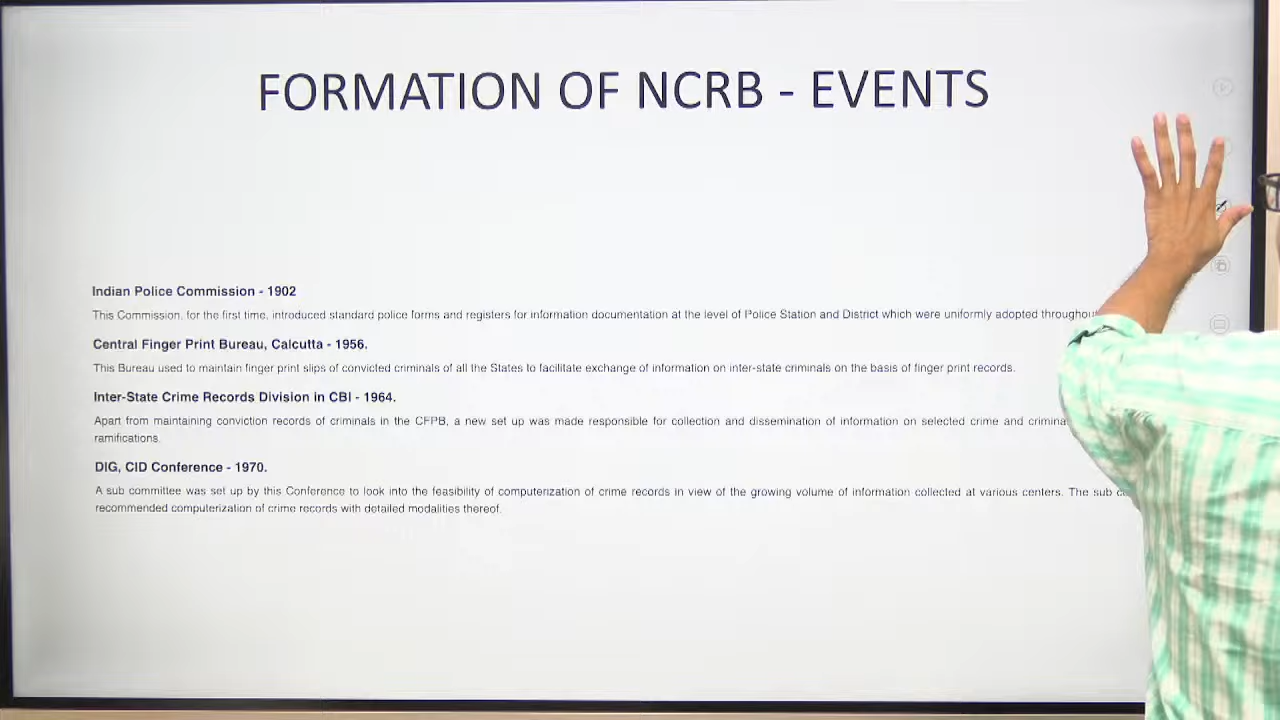 FORMATION OF NCRB - EVENTS
Indian Police Commission - 1902
This Commission, for the first time, introduced standard police forms and registers for information documentation at the level of Police Station and District which were uniformly adopted throughout
Central Finger Print Bureau, Calcutta - 1956.
This Bureau used to maintain finger print slips of convicted criminals of all the States to facilitate exchange of information on inter-state criminals on the basis of finger print records.
Inter-State Crime Records Division in CBI - 1964.
Apart from maintaining conviction records of criminals in the CFPB, a new set up was made responsible for collection and dissemination of information on selected crime and
ramifications.
DIG, CID Conference - 1970.
A sub committee was set up by this Conference to look into the feasibility of computerization of crime records in view of the growing volume of information collected at various centers. The sub
recommended computerization of crime records with detailed modalities thereof.